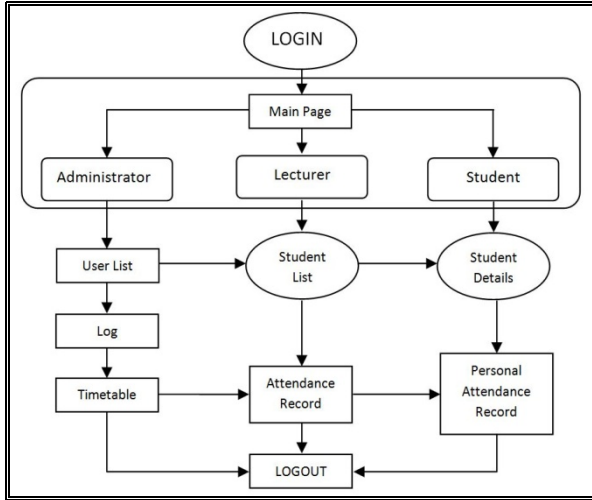 LOGIN
Main Page
Administrator
Lecturer
Student
User List
Student
List
Student
Details
Log
Timetable
Attendance
Record
Personal
Attendance
Record
LOGOUT